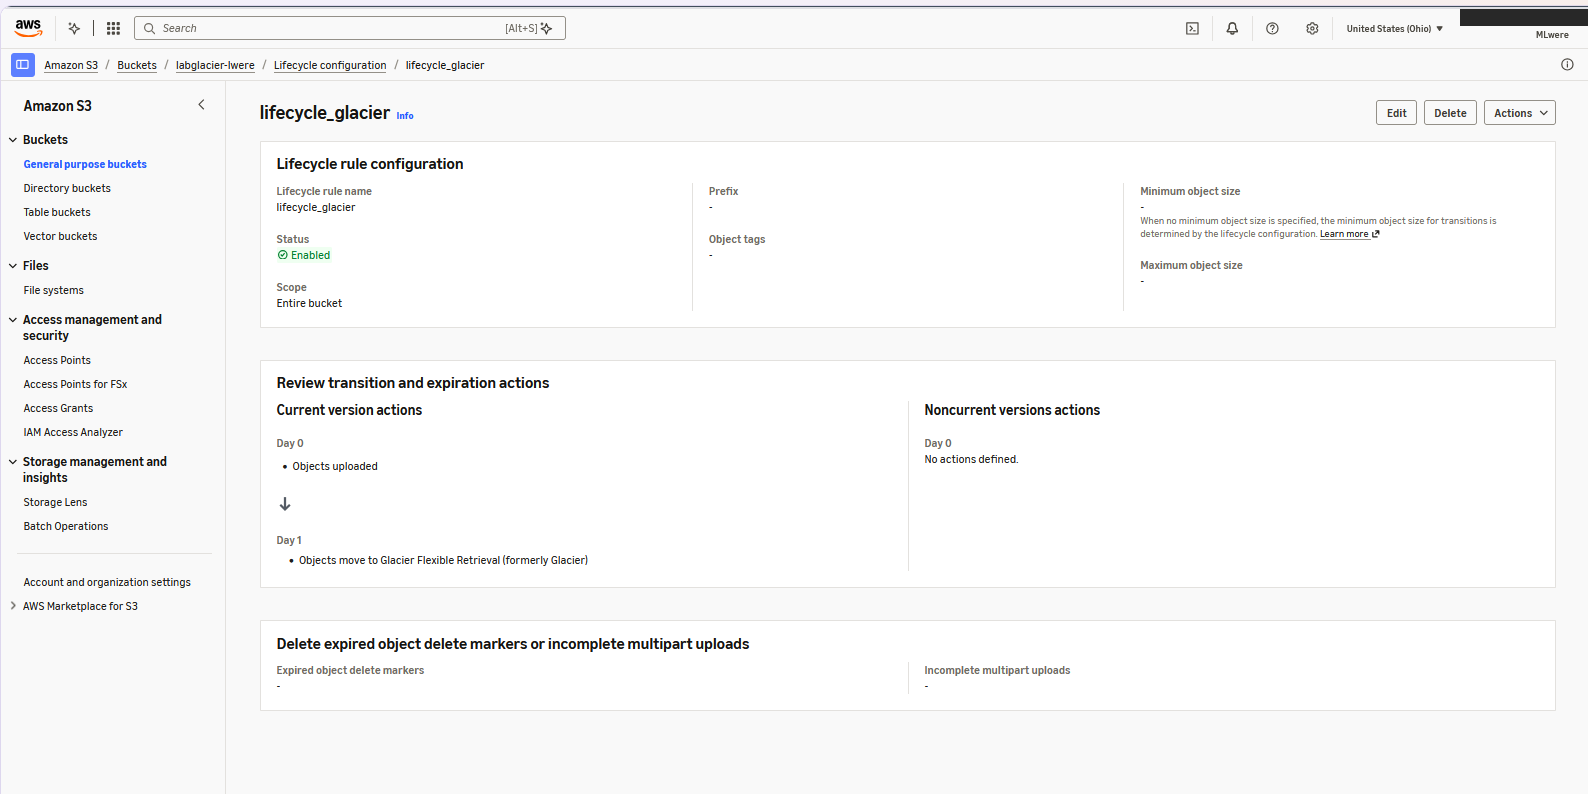 aws
Search
[Alt+S]
United States (Ohio)
MLwere
Amazon S3 / Buckets / labglacier-lwere / Lifecycle configuration / lifecycle_glacier
Amazon S3
Buckets
General purpose buckets
Directory buckets
Table buckets
Vector buckets
Files
File systems
Access management and
security
Access Points
Access Points for FSx
Access Grants
IAM Access Analyzer
Storage management and
insights
Storage Lens
Batch Operations
Account and organization settings
AWS Marketplace for S3
lifecycle_glacier Info
Edit
Delete
Actions
Lifecycle rule configuration
Lifecycle rule name
lifecycle_glacier
Status
Enabled
Scope
Entire bucket
Prefix
-
Object tags
-
Minimum object size
-
When no minimum object size is specified, the minimum object size for transitions is
determined by the lifecycle configuration. Learn more
Maximum object size
-
Review transition and expiration actions
Current version actions
Day 0
• Objects uploaded
Day 1
• Objects move to Glacier Flexible Retrieval (formerly Glacier)
Noncurrent versions actions
Day 0
No actions defined.
Delete expired object delete markers or incomplete multipart uploads
Expired object delete markers
-
Incomplete multipart uploads
-